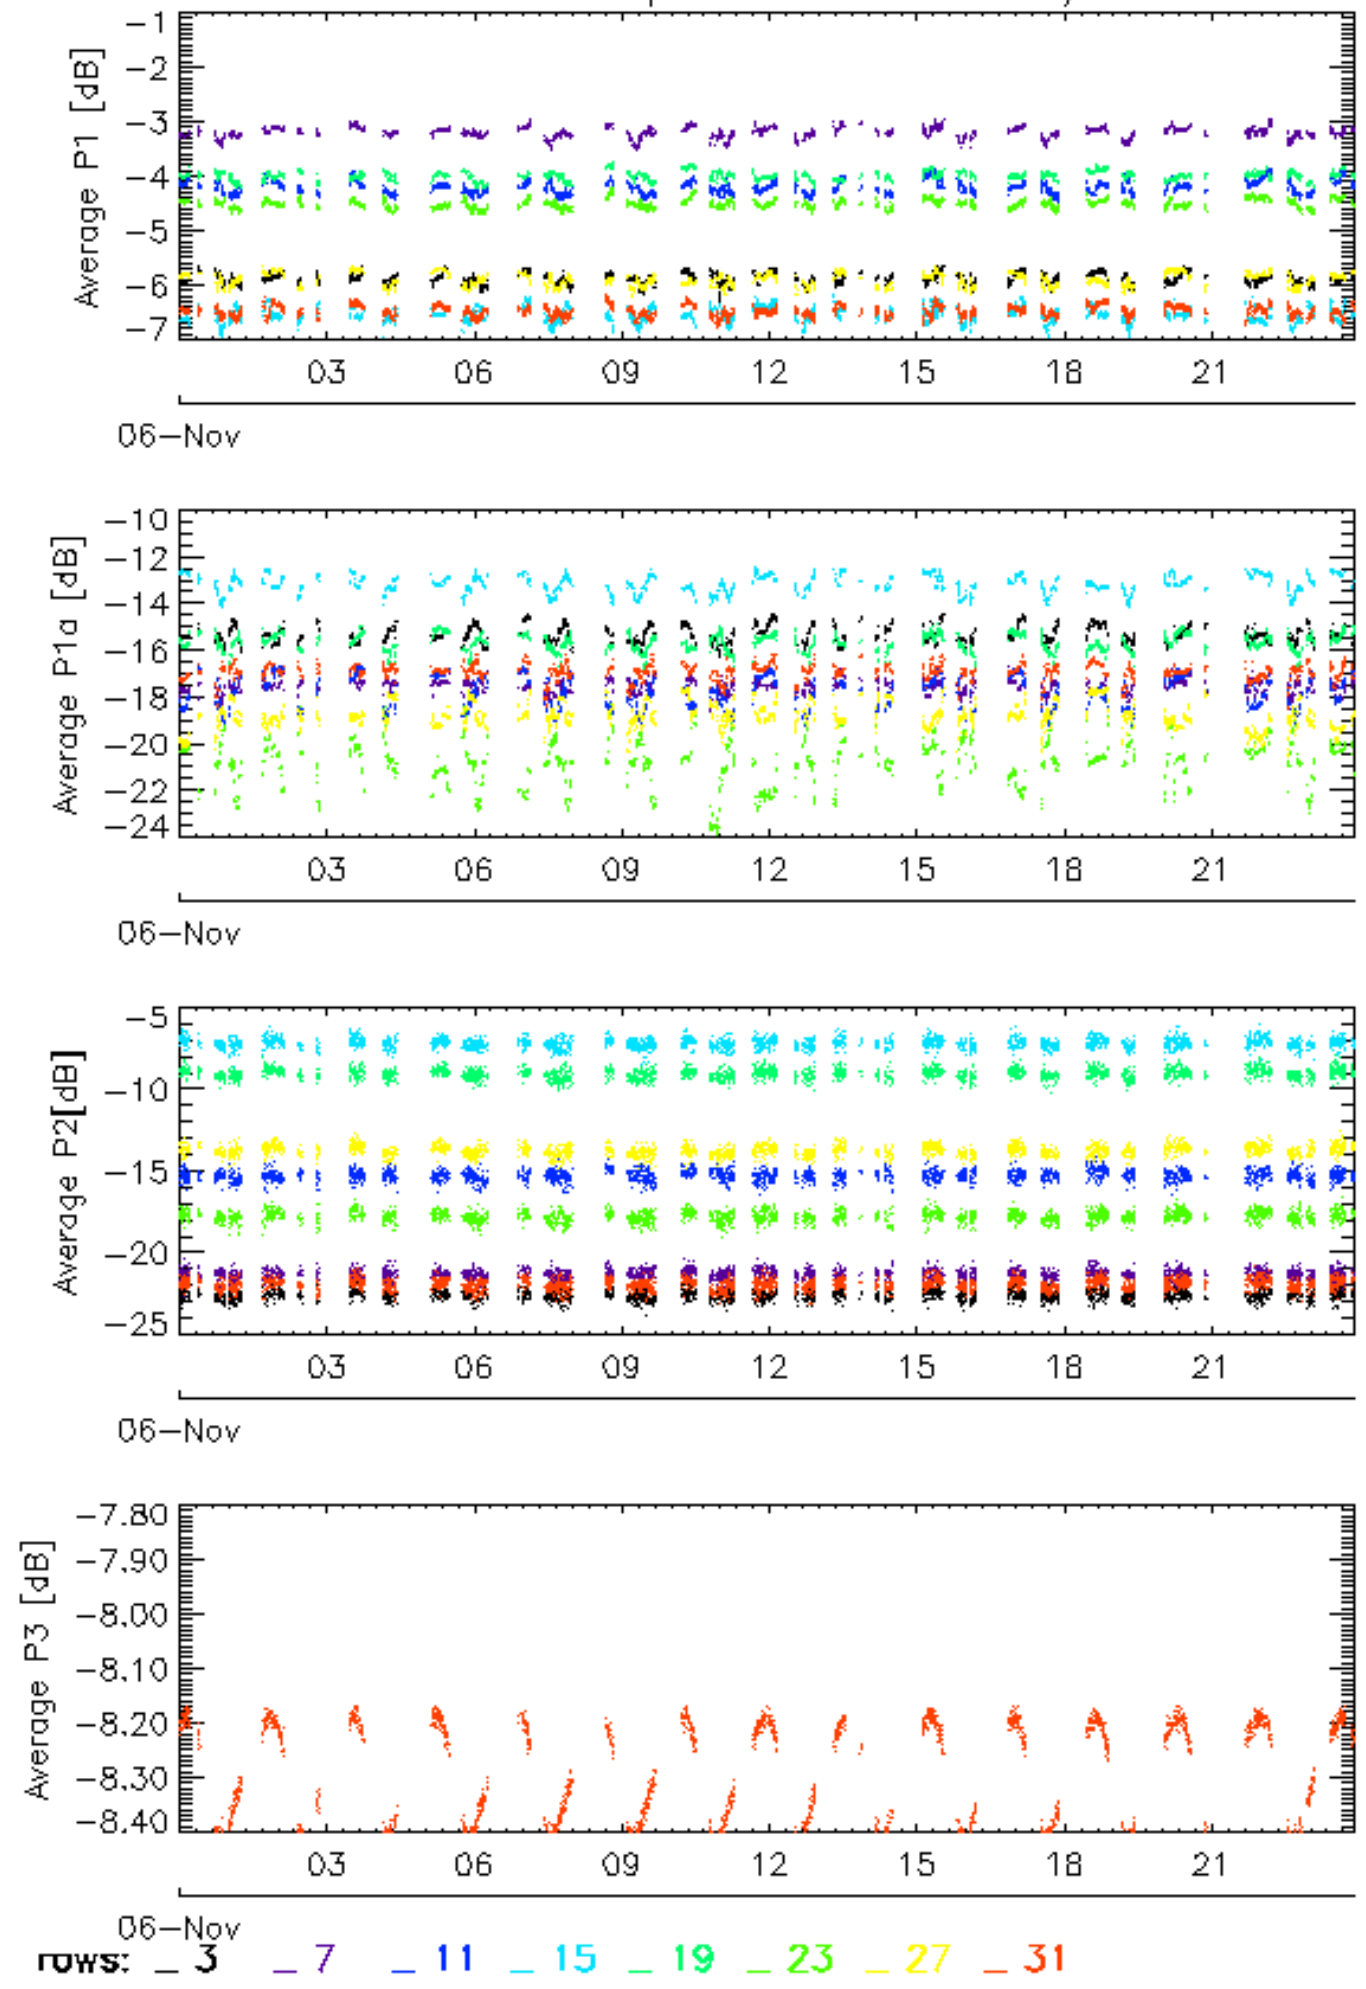 Average P1 [dB]
-1
-2
-3
-4
-5
-6
-7
03 06 09 12 15 18 21
06-Nov
Average P1a [dB]
-10
-12
-14
-16
-18
-20
-22
-24
03 06 09 12 15 18 21
06-Nov
Average P2[dB]
-5
-10
-15
-20
-25
03 06 09 12 15 18 21
06-Nov
Average P3 [dB]
-7.80
-7.90
-8.00
-8.10
-8.20
-8.30
-8.40
03 06 09 12 15 18 21
06-Nov
rows: _ 3 _ 7 _ 11 _ 15 _ 19 _ 23 _ 27 _ 31